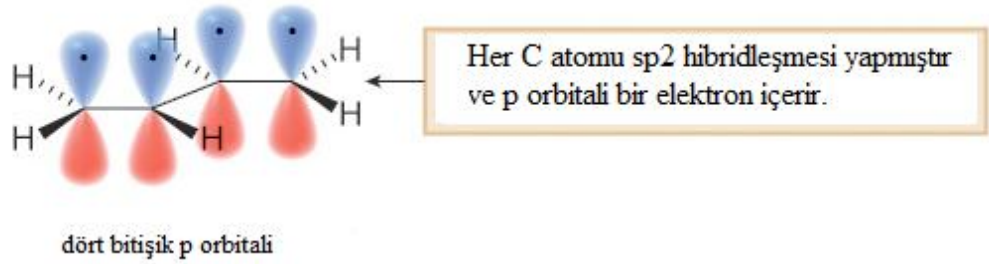 H
H
H
H
H
H
Her C atomu sp2 hibridleşmesi yapmıştır
ve p orbitali bir elektron içerir.
dört bitişik p orbitali